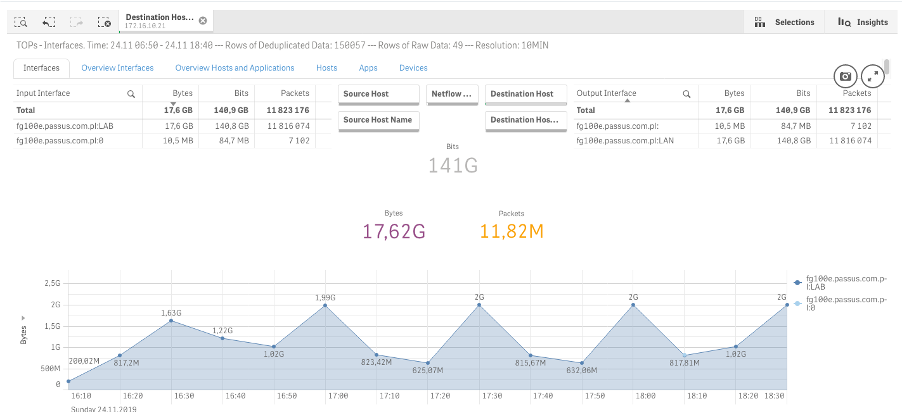 Destination Hos...
172.16.10.21
Selections
Insights
TOPs - Interfaces. Time: 24.11 06:50 - 24.11 18:40 --- Rows of Deduplicated Data: 150057 --- Rows of Raw Data: 49 --- Resolution: 10MIN
Interfaces
Overview Interfaces
Overview Hosts and Applications
Hosts
Apps
Devices
Input Interface Bytes Bits Packets
Total 17,6 GB 140,9 GB 11 823 176
fg100e.passus.com.pl:LAB 17,6 GB 140,8 GB 11 816 074
fg100e.passus.com.pl:0 10,5 MB 84,7 MB 7 102
Source Host
Netflow ...
Destination Host
Source Host Name
Destination Hos...
Output Interface Bytes Bits Packets
Total 17,6 GB 140,9 GB 11 823 176
fg100e.passus.com.pl: 10,5 MB 84,7 MB 7 102
fg100e.passus.com.pl:LAN 17,6 GB 140,8 GB 11 816 074
Bits
141G
Bytes
17,62G
Packets
11,82M
Bytes
2,5G
2G
1,5G
1G
500M
0
200,02M
817,2M
1,63G
1,22G
1,02G
1,99G
823,42M
625,07M
2G
815,67M
632,06M
2G
817,81M
1,02G
2G
fg100e.passus.com.p-
l:LAB
fg100e.passus.com.p-
l:0
16:10 16:20 16:30 16:40 16:50 17:00 17:10 17:20 17:30 17:40 17:50 18:00 18:10 18:20 18:30
Sunday 24.11.2019